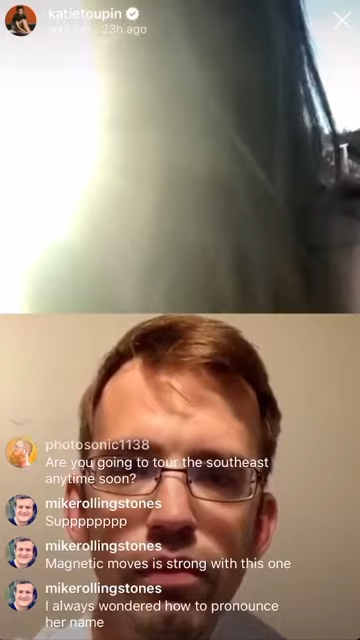 katietoupin
23h ago
photosonic1138
Are you going to tour the southeast
anytime soon?
mikerollingstones
Supppppppp
mikerollingstones
Magnetic moves is strong with this one
mikerollingstones
I always wondered how to pronounce
her name